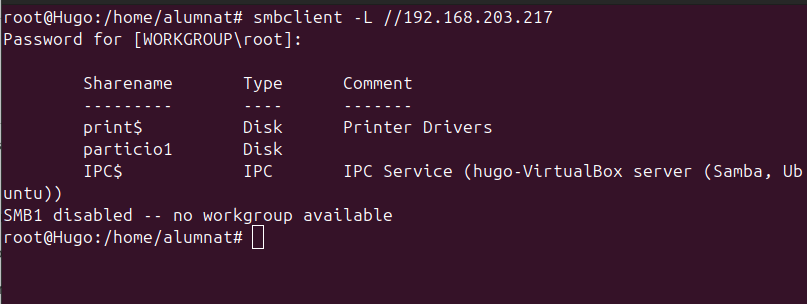 root@Hugo:/home/alumnat# smbclient -L //192.168.203.217
Password for [WORKGROUP\root]:
Sharename       Type      Comment
---------       ----      -------
print$          Disk      Printer Drivers
particio1       Disk
IPC$            IPC       IPC Service (hugo-VirtualBox server (Samba, Ub
untu))
SMB1 disabled -- no workgroup available
root@Hugo:/home/alumnat#